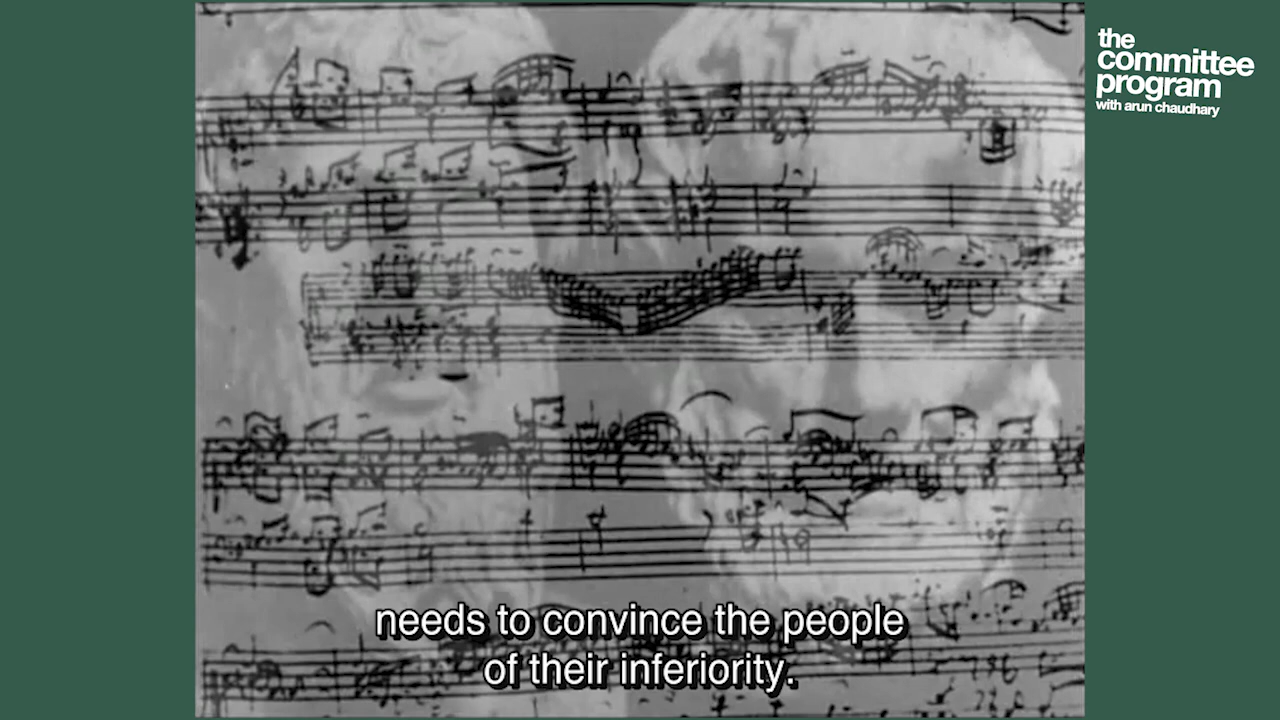 the
committee
program
with arun chaudhary
needs to convince the people
of their inferiority.